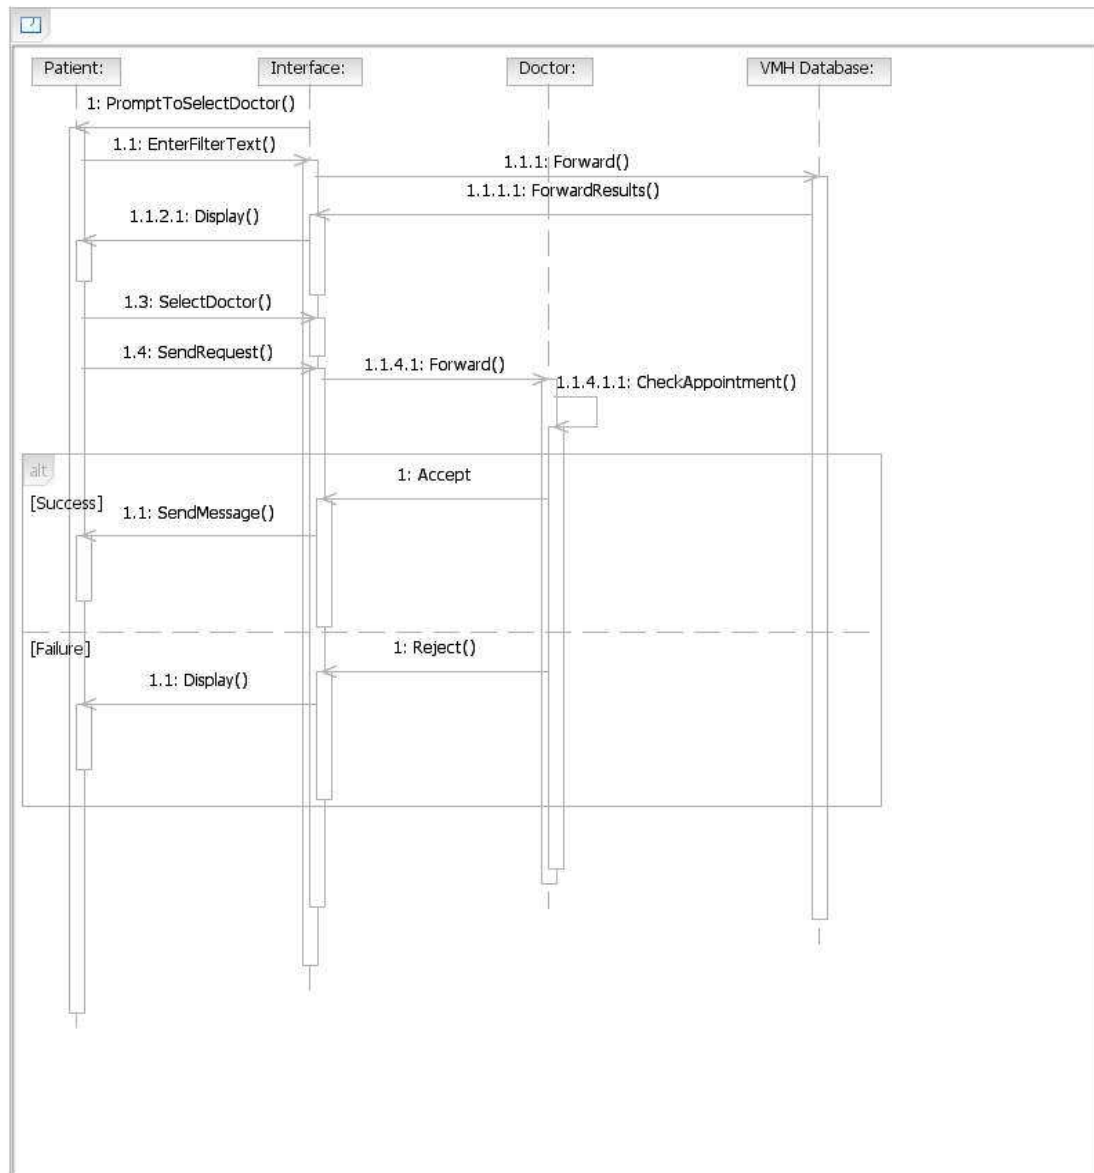 Patient: Interface: Doctor: VMH Database:
1: PromptToSelectDoctor()
1.1: EnterFilterText()
1.1.1: Forward()
1.1.1.1: ForwardResults()
1.1.2.1: Display()
1.3: SelectDoctor()
1.4: SendRequest()
1.1.4.1: Forward()
1.1.4.1.1: CheckAppointment()
alt
1: Accept
[Success]
1.1: SendMessage()
[Failure]
1: Reject()
1.1: Display()